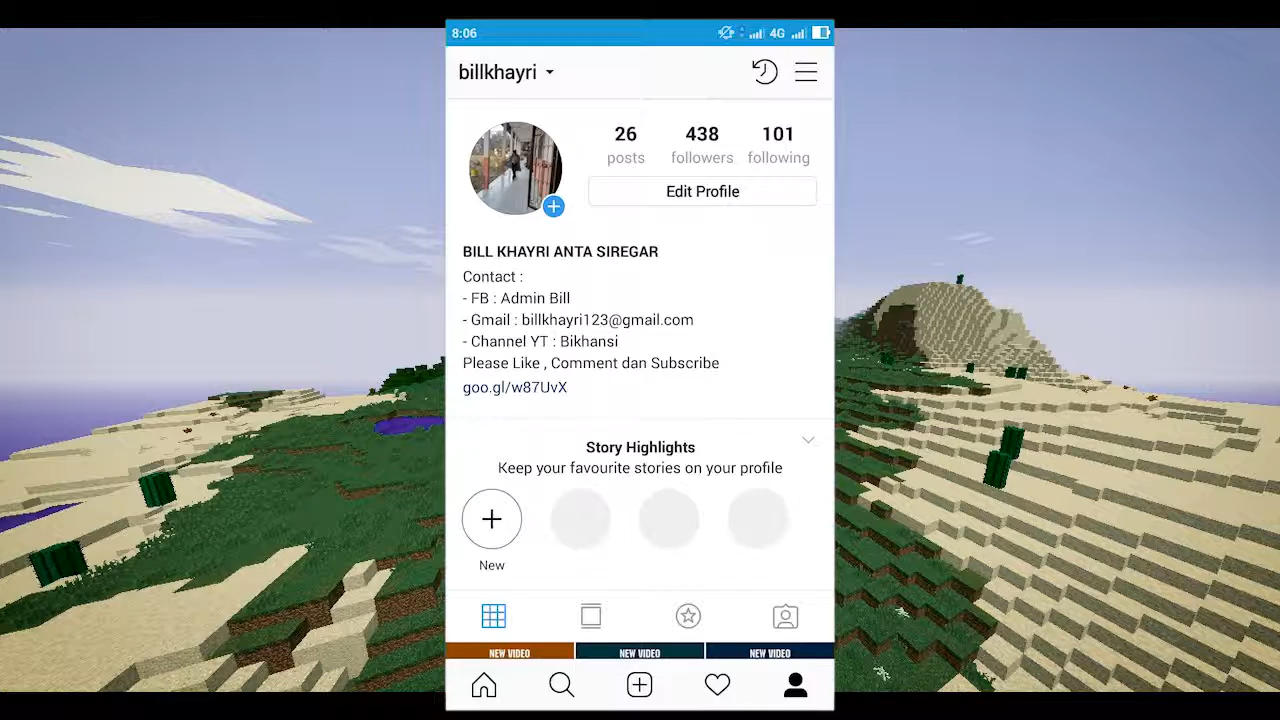 8:06
4G
billkhayri
26 438 101
posts followers following
Edit Profile
BILL KHAYRI ANTA SIREGAR
Contact :
- FB : Admin Bill
- Gmail : billkhayri123@gmail.com
- Channel YT : Bikhansi
Please Like , Comment dan Subscribe
goo.gl/w87UvX
Story Highlights
Keep your favourite stories on your profile
New
NEW VIDEO NEW VIDEO NEW VIDEO